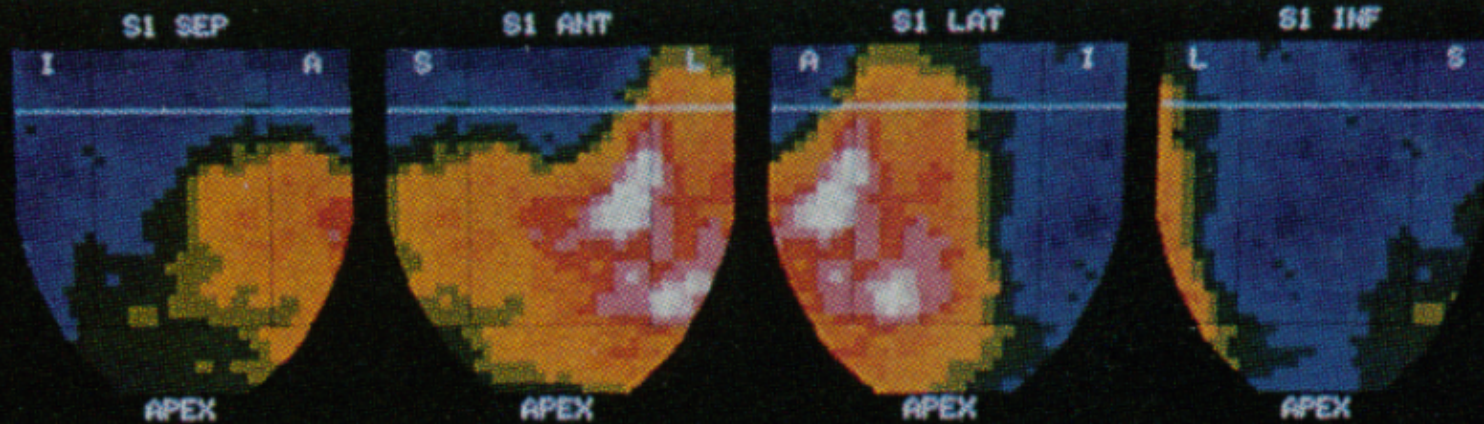 S1 SEP S1 ANT S1 LAT S1 INF
I A S L A I L S
APEX APEX APEX APEX